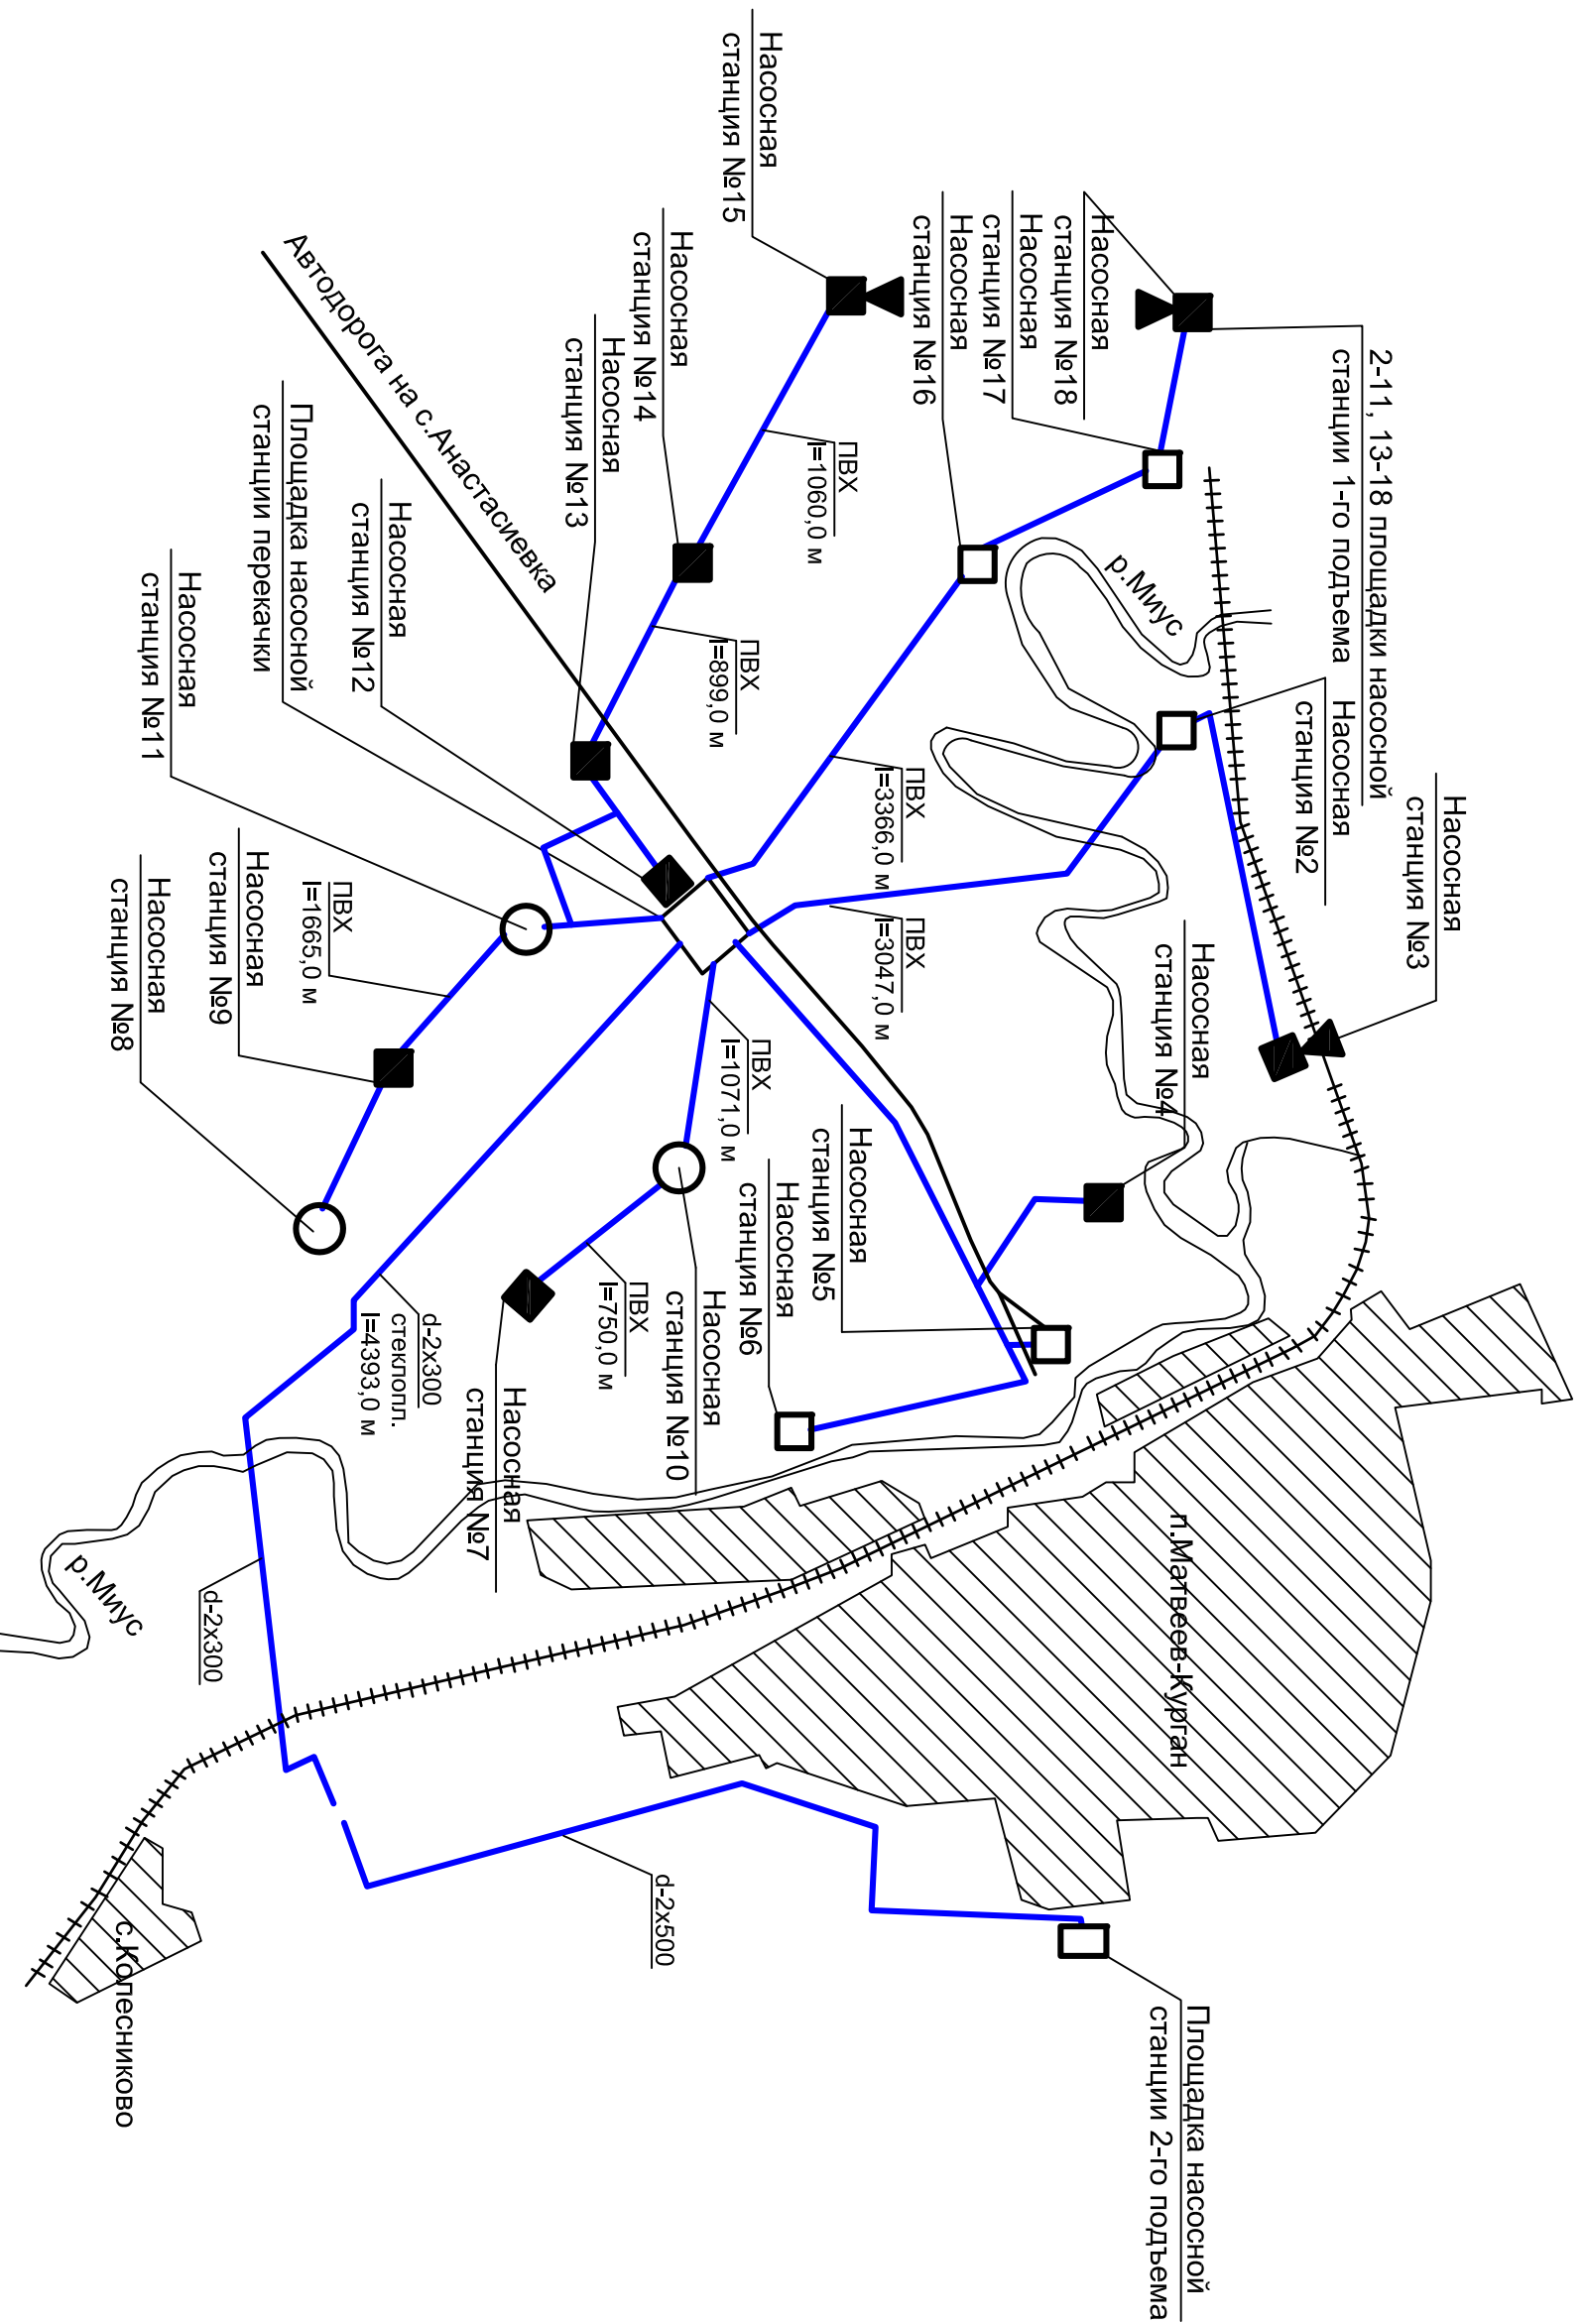 Насосная
станция №3
2-11, 13-18 площадки насосной
станции 1-го подъема
Насосная
станция №2
Насосная
станция №18
Насосная
станция №17
Насосная
станция №16
р.Миус
Насосная
станция №15
Насосная
станция №14
Насосная
станция №13
ПВХ
l=1060,0 м
ПВХ
l=899,0 м
ПВХ
l=3366,0 м
ПВХ
l=3047,0 м
Насосная
станция №4
Насосная
станция №5
Насосная
станция №6
Автодорога на с.Анастасиевка
Насосная
станция №12
Площадка насосной
станции перекачки
Насосная
станция №11
ПВХ
l=1665,0 м
Насосная
станция №9
Насосная
станция №8
ПВХ
l=1071,0 м
Насосная
станция №10
ПВХ
l=750,0 м
Насосная
станция №7
d-2х300
стеклопл.
l=4393,0 м
п.Матвеев-Курган
р.Миус
d-2х300
d-2х500
с.Колесниково
Площадка насосной
станции 2-го подъема